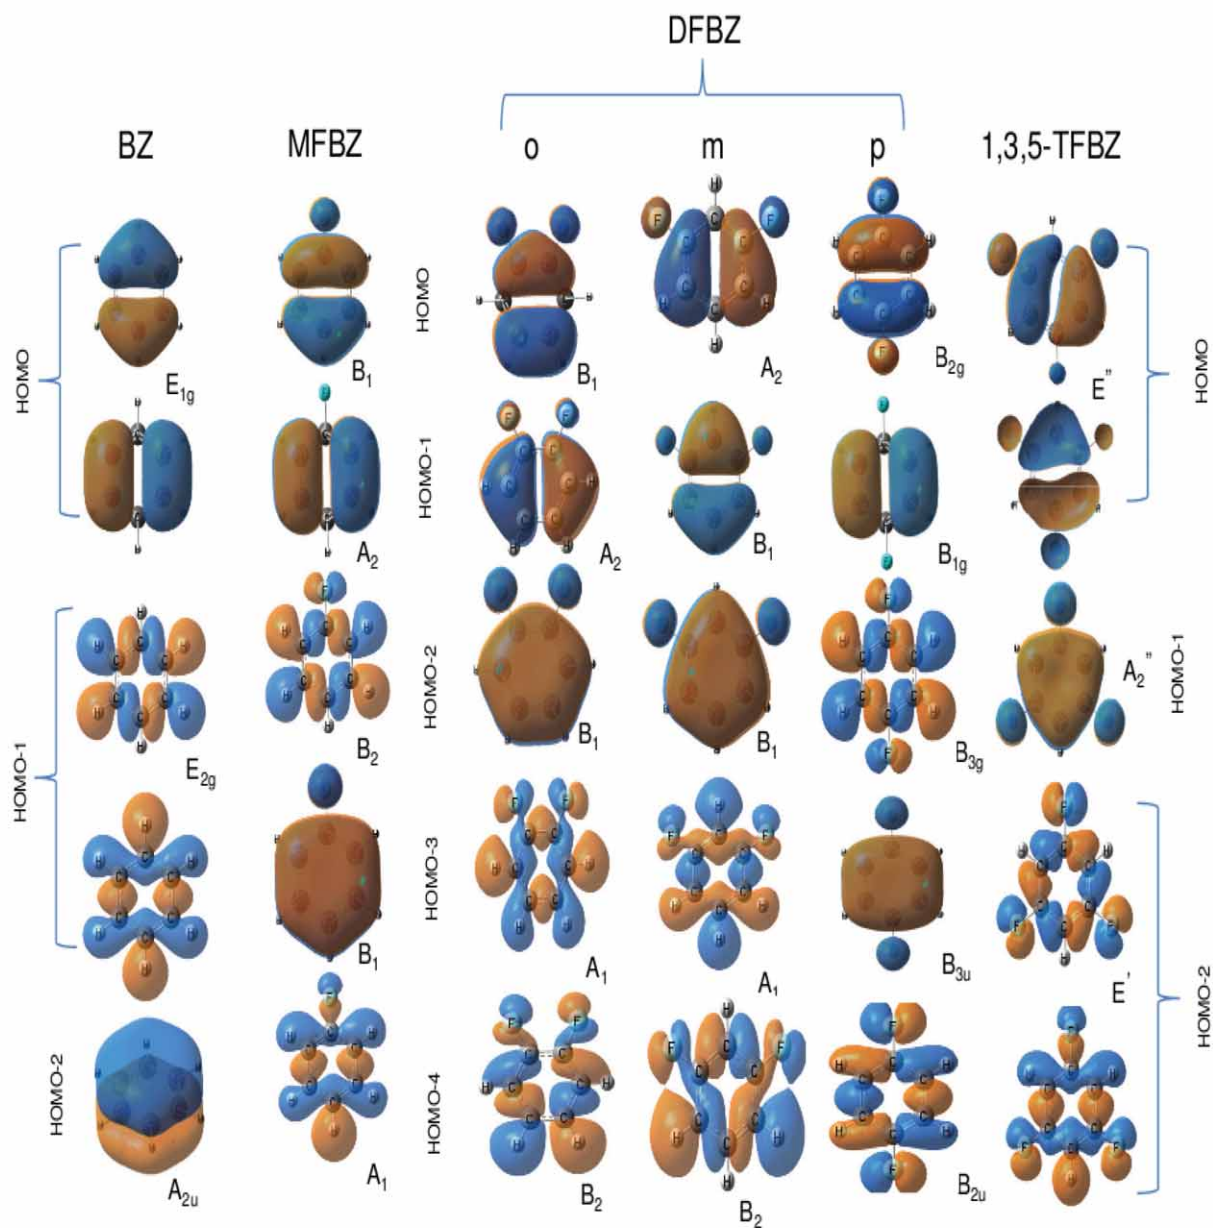 DFBZ
BZ MFBZ o m p 1,3,5-TFBZ
HOMO
E1g B1
HOMO
B1 A2 B2g E"
HOMO
A2
HOMO-1
A2 B1 B1g
HOMO-1
E2g B2
HOMO-2
B1 B1 B3g
A2" HOMO-1
B1
HOMO-3
A1 A1 B3u E'
HOMO-2
HOMO-2
A2u A1
HOMO-4
B2 B2 B2u